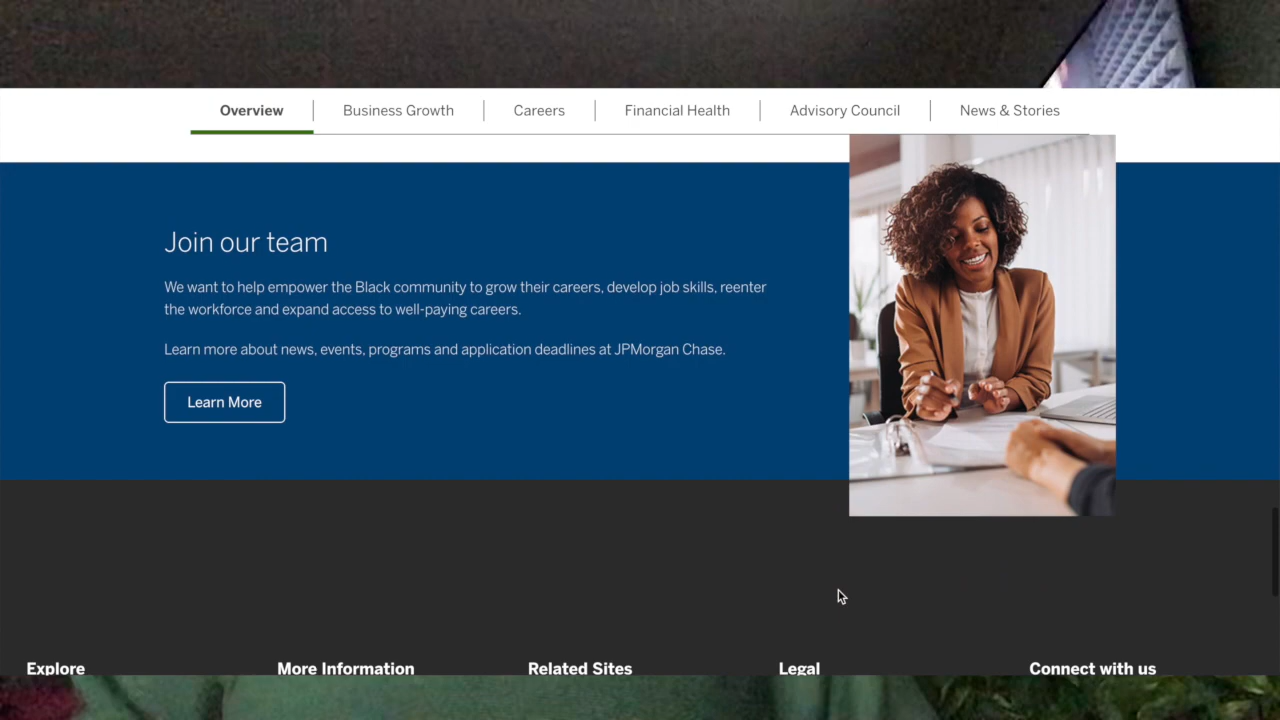 Overview
Business Growth
Careers
Financial Health
Advisory Council
News & Stories
Join our team
We want to help empower the Black community to grow their careers, develop job skills, reenter
the workforce and expand access to well-paying careers.
Learn more about news, events, programs and application deadlines at JPMorgan Chase.
Learn More
Explore
More Information
Related Sites
Legal
Connect with us